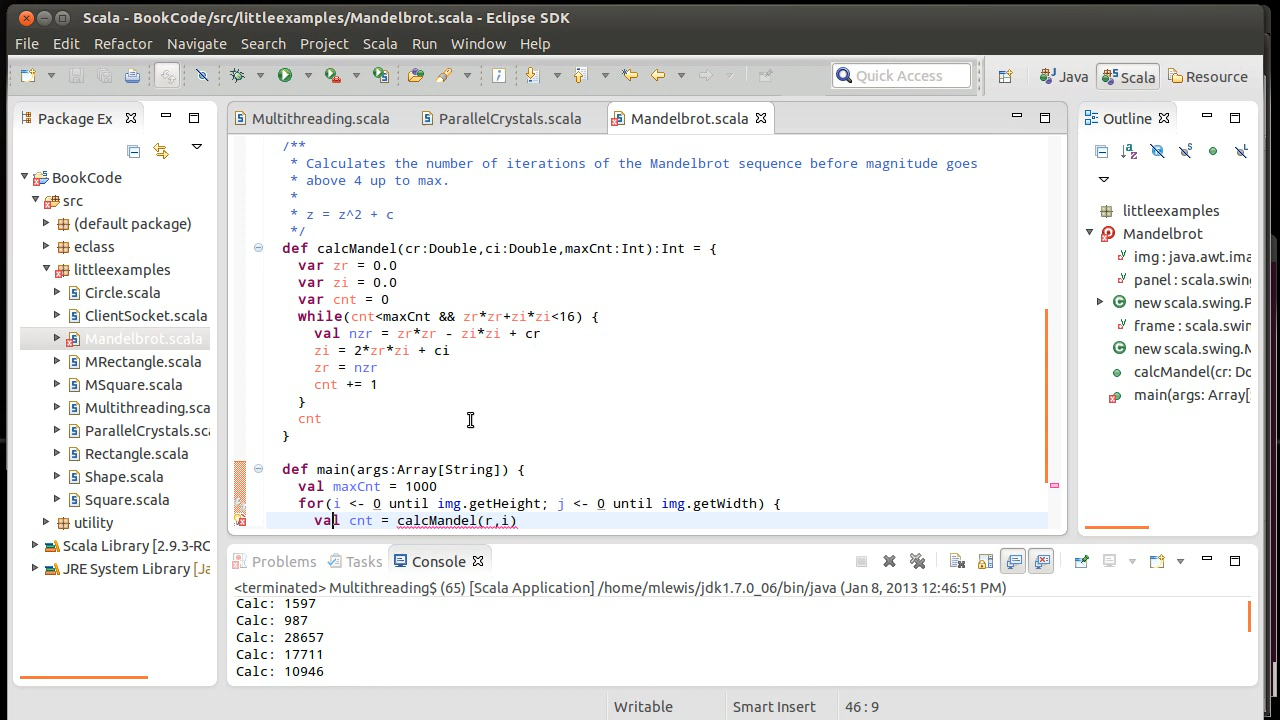 Scala - BookCode/src/littleexamples/Mandelbrot.scala - Eclipse SDK
File Edit Refactor Navigate Search Project Scala Run Window Help
Quick Access
Java
Scala
Resource
Package Ex
BookCode
src
(default package)
eclass
littleexamples
Circle.scala
ClientSocket.scala
Mandelbrot.scala
MRectangle.scala
MSquare.scala
Multithreading.sca
ParallelCrystals.sca
Rectangle.scala
Shape.scala
Square.scala
utility
Scala Library [2.9.3-RC
JRE System Library [Ja
Multithreading.scala
ParallelCrystals.scala
Mandelbrot.scala
/**
* Calculates the number of iterations of the Mandelbrot sequence before magnitude goes
* above 4 up to max.
*
* z = z^2 + c
*/
def calcMandel(cr:Double,ci:Double,maxCnt:Int):Int = {
var zr = 0.0
var zi = 0.0
var cnt = 0
while(cnt<maxCnt && zr*zr+zi*zi<16) {
val nzr = zr*zr - zi*zi + cr
zi = 2*zr*zi + ci
zr = nzr
cnt += 1
}
cnt
}
def main(args:Array[String]) {
val maxCnt = 1000
for(i <- 0 until img.getHeight; j <- 0 until img.getWidth) {
val cnt = calcMandel(r,i)
Outline
littleexamples
Mandelbrot
img : java.awt.ima
panel : scala.swing
new scala.swing.P
frame : scala.swin
new scala.swing.M
calcMandel(cr: Do
main(args: Array[S
Problems
Tasks
Console
<terminated> Multithreading$ (65) [Scala Application] /home/mlewis/jdk1.7.0_06/bin/java (Jan 8, 2013 12:46:51 PM)
Calc: 1597
Calc: 987
Calc: 28657
Calc: 17711
Calc: 10946
Writable
Smart Insert
46 : 9